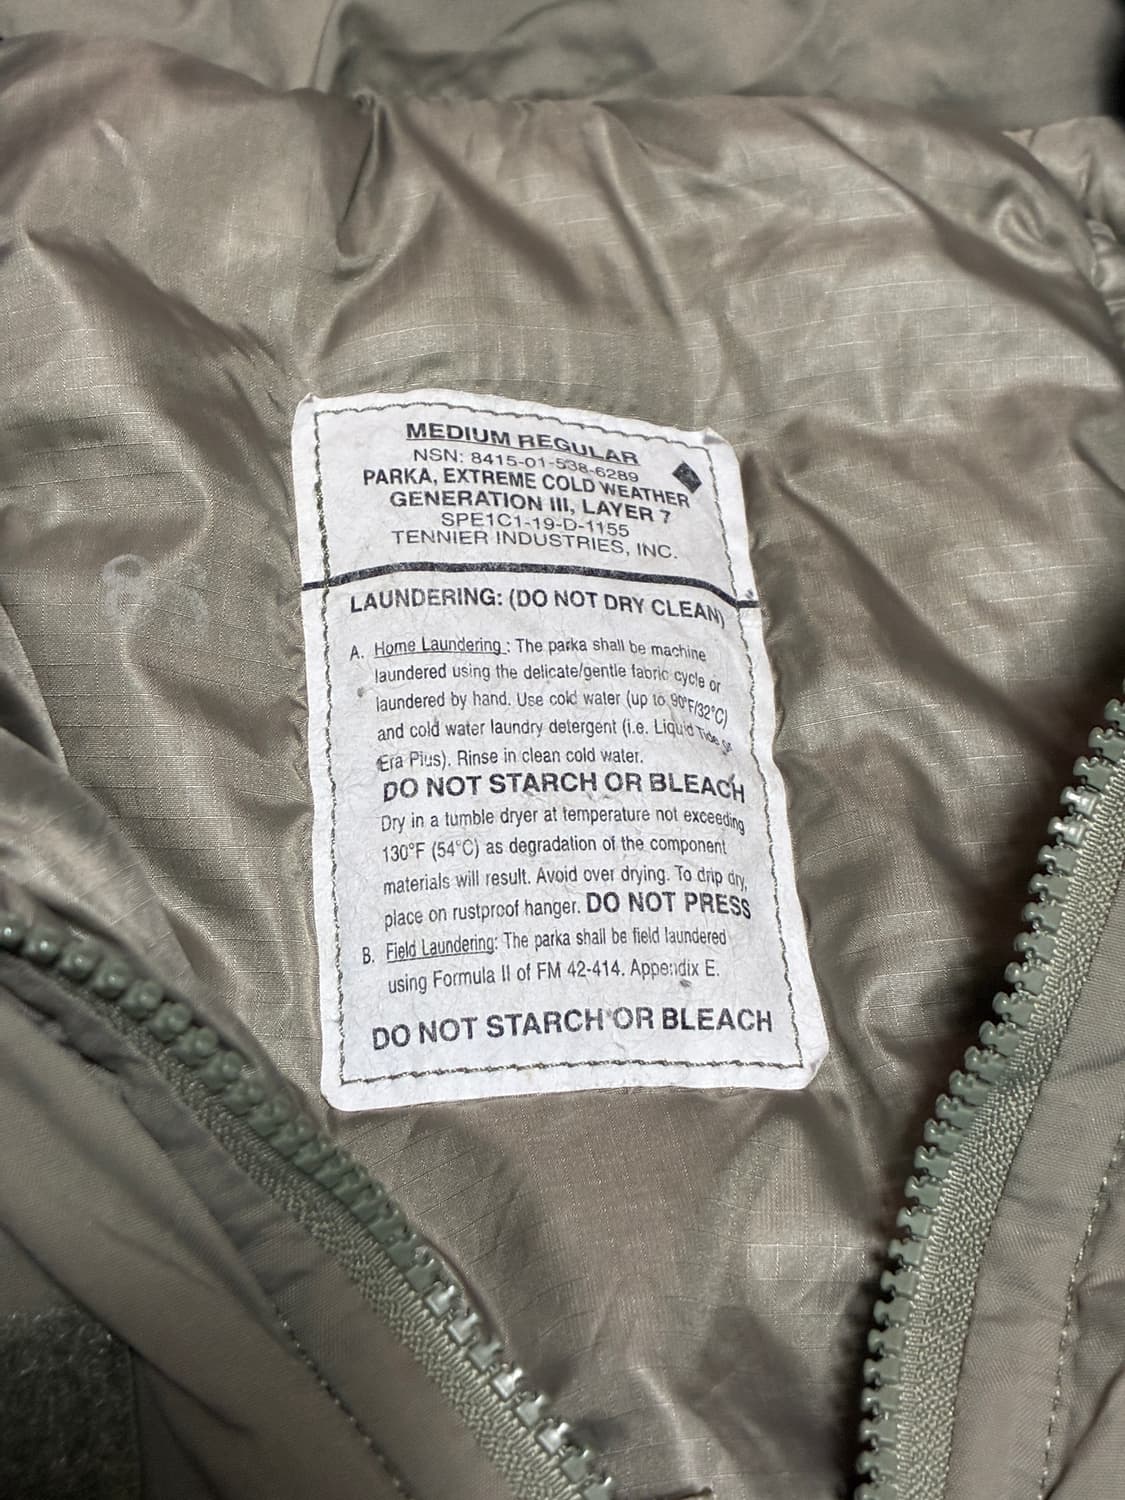 MEDIUM REGULAR
NSN: 8415-01-538-6289
PARKA, EXTREME COLD WEATHER
GENERATION III, LAYER 7
SPE1C1-19-D-1155
TENNIER INDUSTRIES, INC.
LAUNDERING: (DO NOT DRY CLEAN)
A. Home Laundering : The parka shall be machine
laundered using the delicate/gentle fabric cycle or
laundered by hand. Use cold water (up to 90°F/32°C)
and cold water laundry detergent (i.e. Liquid Tide or
Era Plus). Rinse in clean cold water.
DO NOT STARCH OR BLEACH
Dry in a tumble dryer at temperature not exceeding
130°F (54°C) as degradation of the component
materials will result. Avoid over drying. To drip dry,
place on rustproof hanger. DO NOT PRESS
B. Field Laundering: The parka shall be field laundered
using Formula II of FM 42-414. Appendix E.
DO NOT STARCH OR BLEACH